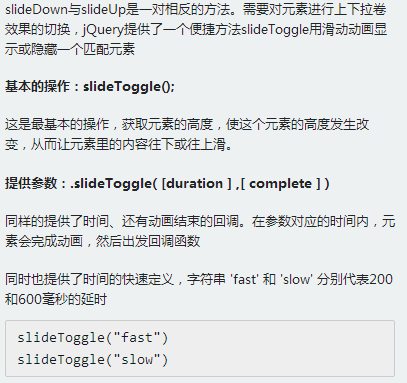 slideDown与slideUp是一对相反的方法。需要对元素进行上下拉卷
效果的切换，jQuery提供了一个便捷方法slideToggle用滑动动画显
示或隐藏一个匹配元素
基本的操作：slideToggle();
这是最基本的操作，获取元素的高度，使这个元素的高度发生改
变，从而让元素里的内容往下或往上滑。
提供参数：.slideToggle( [duration ] ,[ complete ] )
同样的提供了时间、还有动画结束的回调。在参数对应的时间内，元
素会完成动画，然后出发回调函数
同时也提供了时间的快速定义，字符串 'fast' 和 'slow' 分别代表200
和600毫秒的延时
slideToggle("fast")
slideToggle("slow")